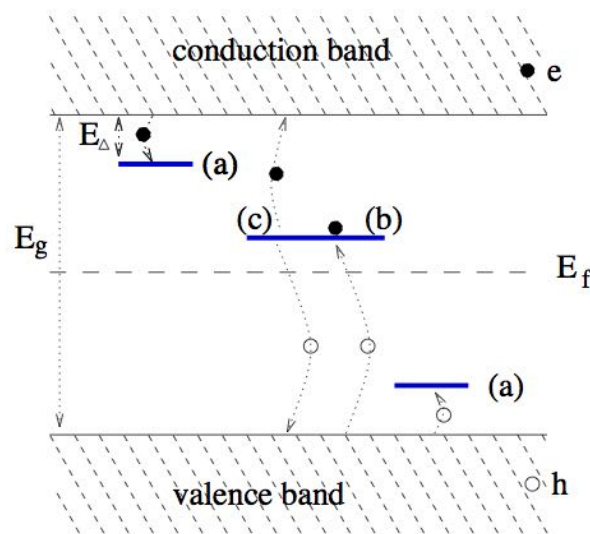 conduction band
e
E△
(a)
(c)
(b)
Eg
Ef
(a)
valence band
h